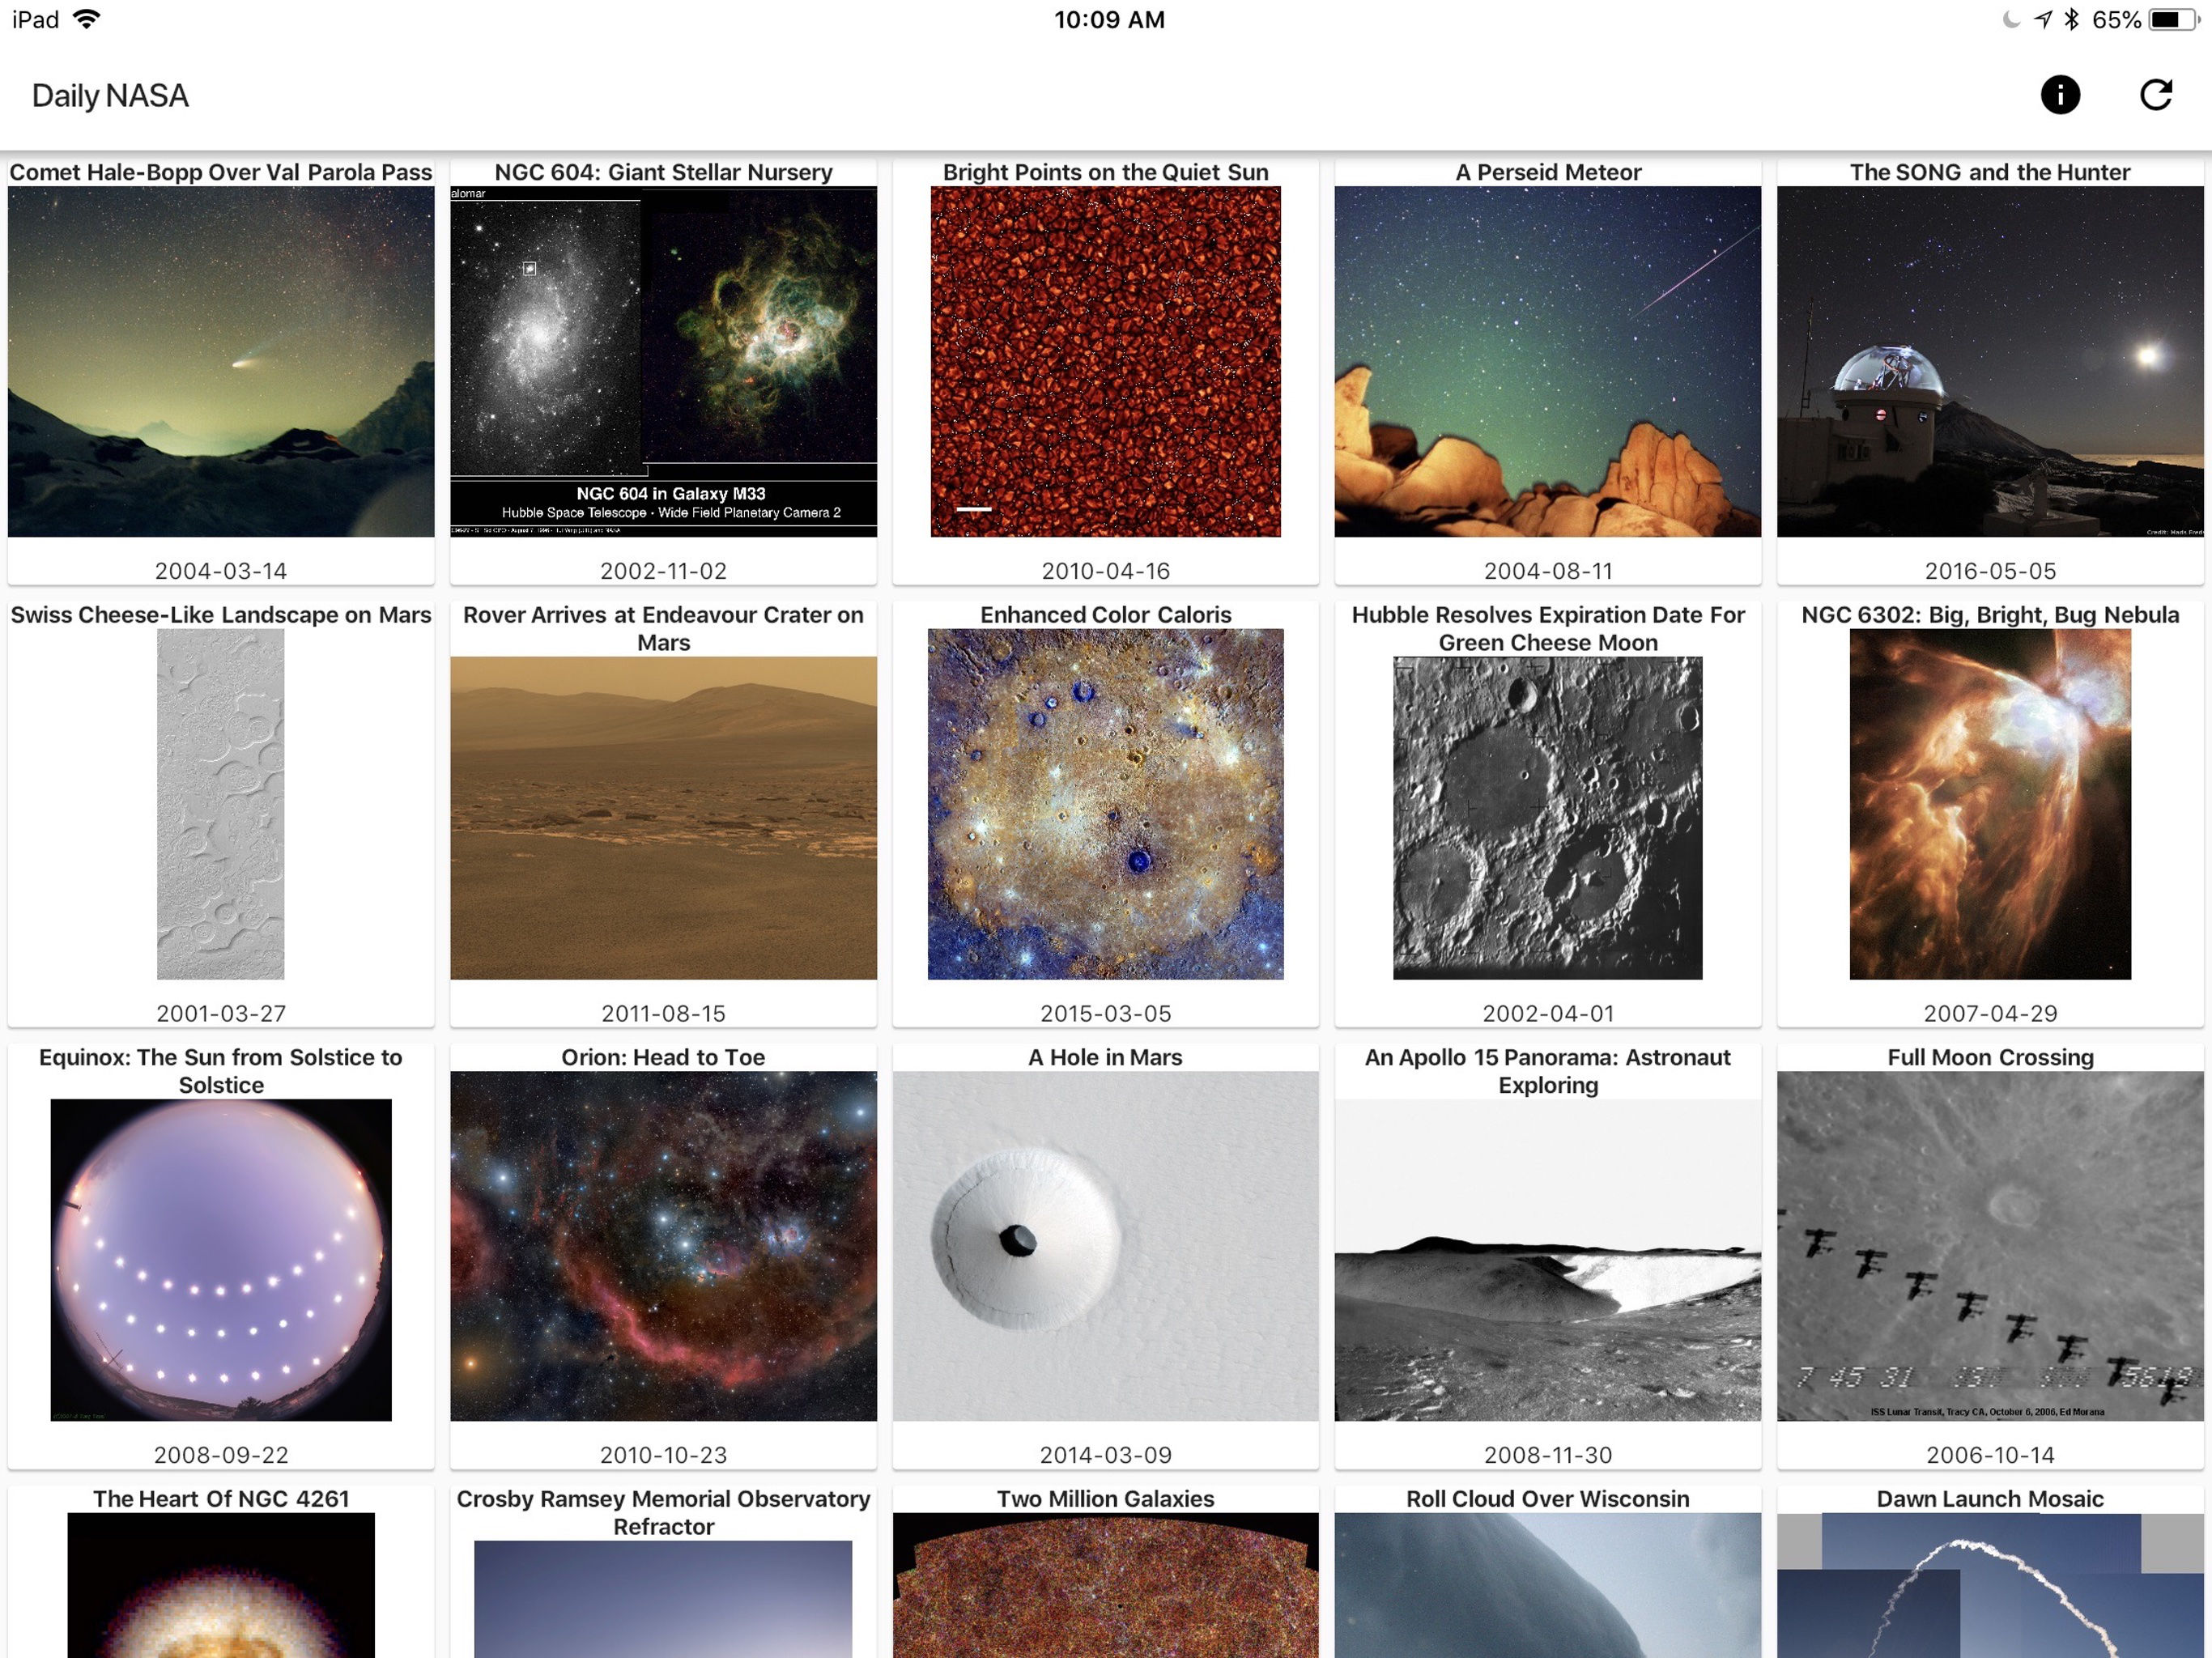 iPad
10:09 AM
65%
Daily NASA
Comet Hale-Bopp Over Val Parola Pass
alomar
NGC 604 in Galaxy M33
Hubble Space Telescope · Wide Field Planetary Camera 2
2004-03-14
NGC 604: Giant Stellar Nursery
2002-11-02
Bright Points on the Quiet Sun
2010-04-16
A Perseid Meteor
2004-08-11
The SONG and the Hunter
2016-05-05
Swiss Cheese-Like Landscape on Mars
2001-03-27
Rover Arrives at Endeavour Crater on
Mars
2011-08-15
Enhanced Color Caloris
2015-03-05
Hubble Resolves Expiration Date For
Green Cheese Moon
2002-04-01
NGC 6302: Big, Bright, Bug Nebula
2007-04-29
Equinox: The Sun from Solstice to
Solstice
2008-09-22
Orion: Head to Toe
2010-10-23
A Hole in Mars
2014-03-09
An Apollo 15 Panorama: Astronaut
Exploring
2008-11-30
Full Moon Crossing
7 45 31
ISS Lunar Transit, Tracy CA, October 6, 2006, Ed Morana
2006-10-14
The Heart Of NGC 4261
Crosby Ramsey Memorial Observatory
Refractor
Two Million Galaxies
Roll Cloud Over Wisconsin
Dawn Launch Mosaic